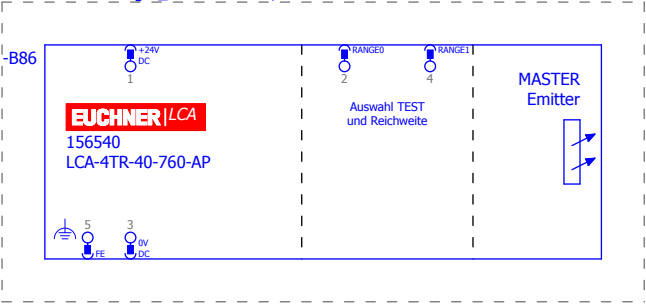 -B86
+24V
DC
1
RANGE0
2
RANGE1
4
MASTER
Emitter
EUCHNER|LCA
156540
LCA-4TR-40-760-AP
Auswahl TEST
und Reichweite
5
FE
3
0V
DC